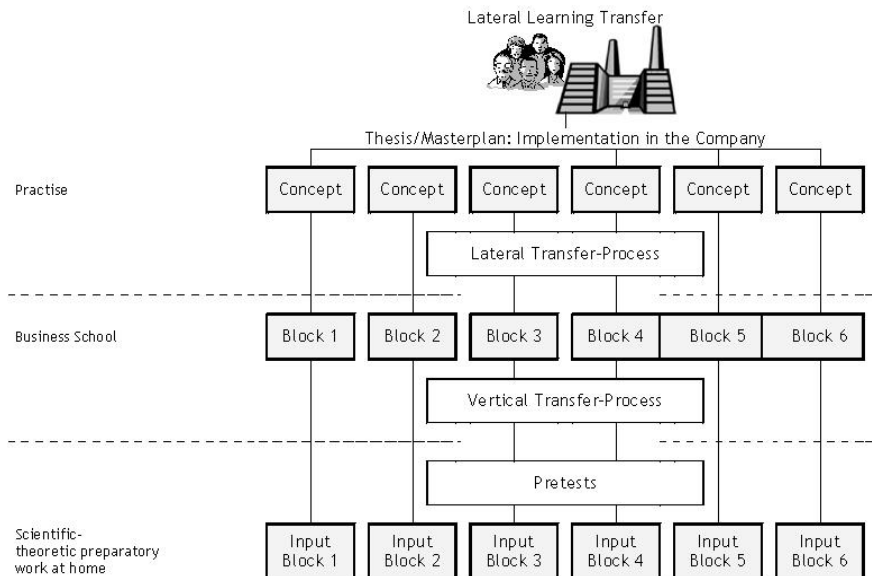 Lateral Learning Transfer
Thesis/Masterplan: Implementation in the Company
Practise
Concept
Concept
Concept
Concept
Concept
Concept
Lateral Transfer-Process
Business School
Block 1
Block 2
Block 3
Block 4
Block 5
Block 6
Vertical Transfer-Process
Pretests
Scientific-
theoretic preparatory
work at home
Input
Block 1
Input
Block 2
Input
Block 3
Input
Block 4
Input
Block 5
Input
Block 6